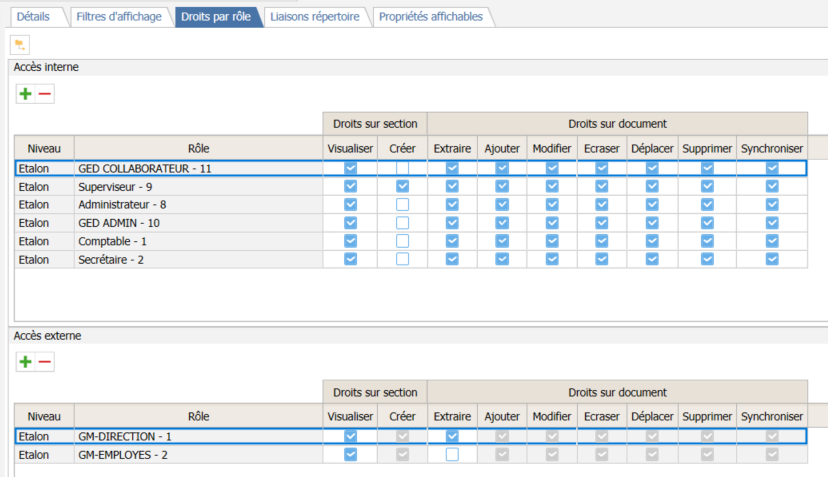 Détails Filtres d'affichage Droits par rôle Liaisons répertoire Propriétés affichables
Accès interne
Droits sur section Droits sur document
Niveau Rôle Visualiser Créer Extraire Ajouter Modifier Ecraser Déplacer Supprimer Synchroniser
Etalon GED COLLABORATEUR - 11
Etalon Superviseur - 9
Etalon Administrateur - 8
Etalon GED ADMIN - 10
Etalon Comptable - 1
Etalon Secrétaire - 2
Accès externe
Droits sur section Droits sur document
Niveau Rôle Visualiser Créer Extraire Ajouter Modifier Ecraser Déplacer Supprimer Synchroniser
Etalon GM-DIRECTION - 1
Etalon GM-EMPLOYES - 2